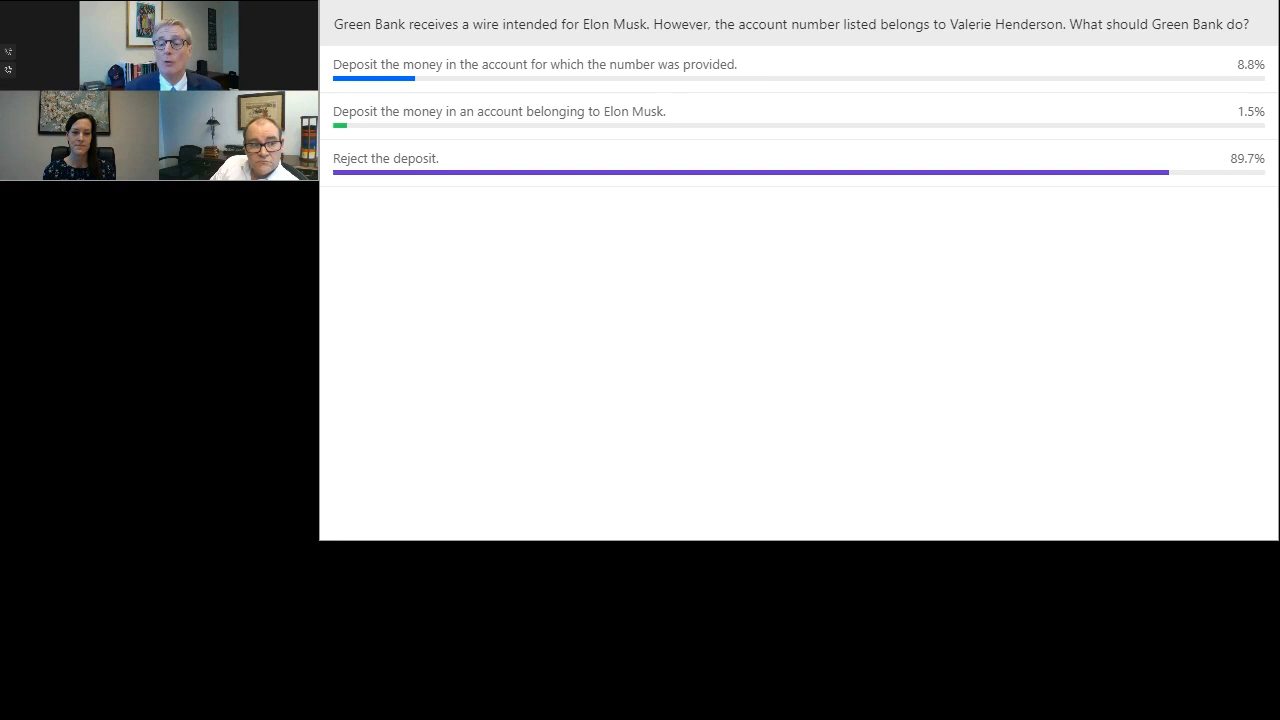 Green Bank receives a wire intended for Elon Musk. However, the account number listed belongs to Valerie Henderson. What should Green Bank do?
Deposit the money in the account for which the number was provided. 8.8%
Deposit the money in an account belonging to Elon Musk. 1.5%
Reject the deposit. 89.7%